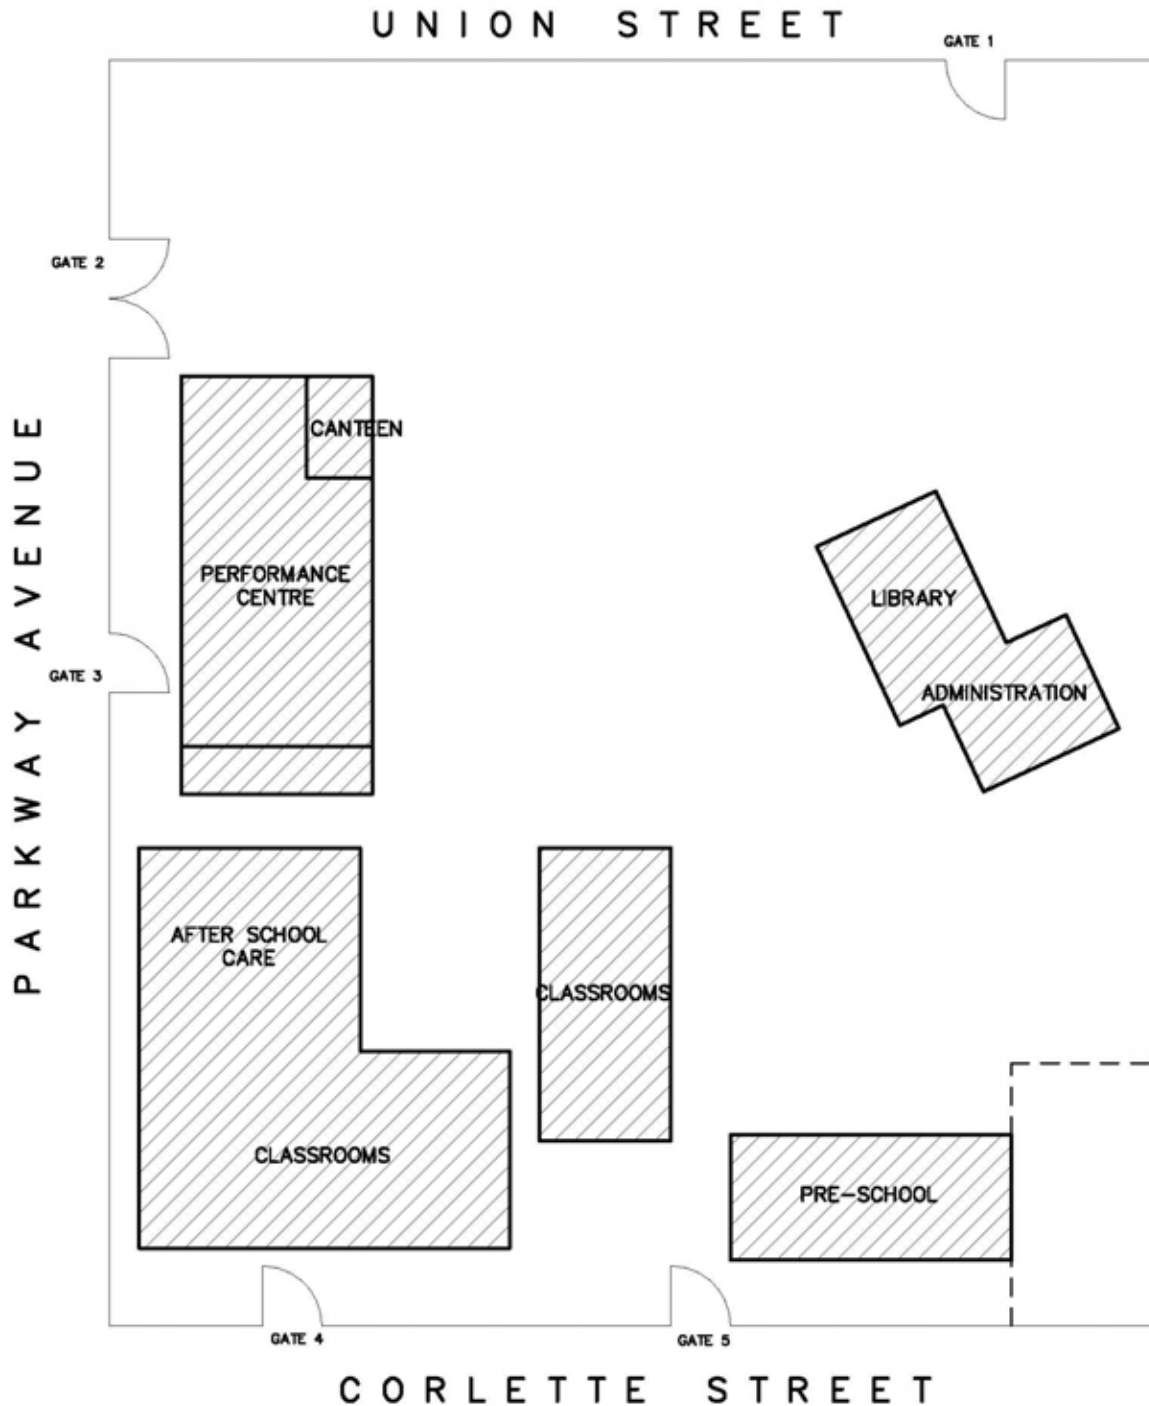 UNION STREET
GATE 1
GATE 2
CANTEEN
PARKWAY AVENUE
PERFORMANCE
CENTRE
LIBRARY
GATE 3
ADMINISTRATION
AFTER SCHOOL
CARE
CLASSROOMS
CLASSROOMS
PRE-SCHOOL
GATE 4
GATE 5
CORLETTE STREET